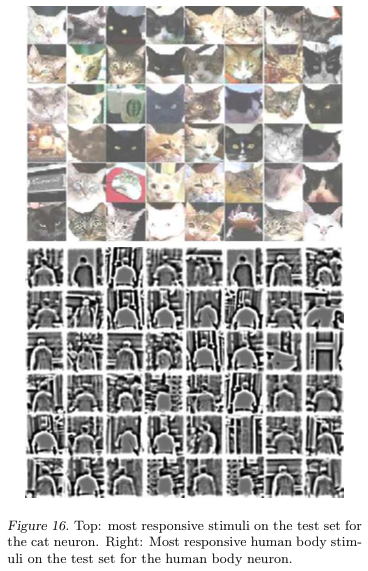 Figure 16. Top: most responsive stimuli on the test set for
the cat neuron. Right: Most responsive human body stim-
uli on the test set for the human body neuron.